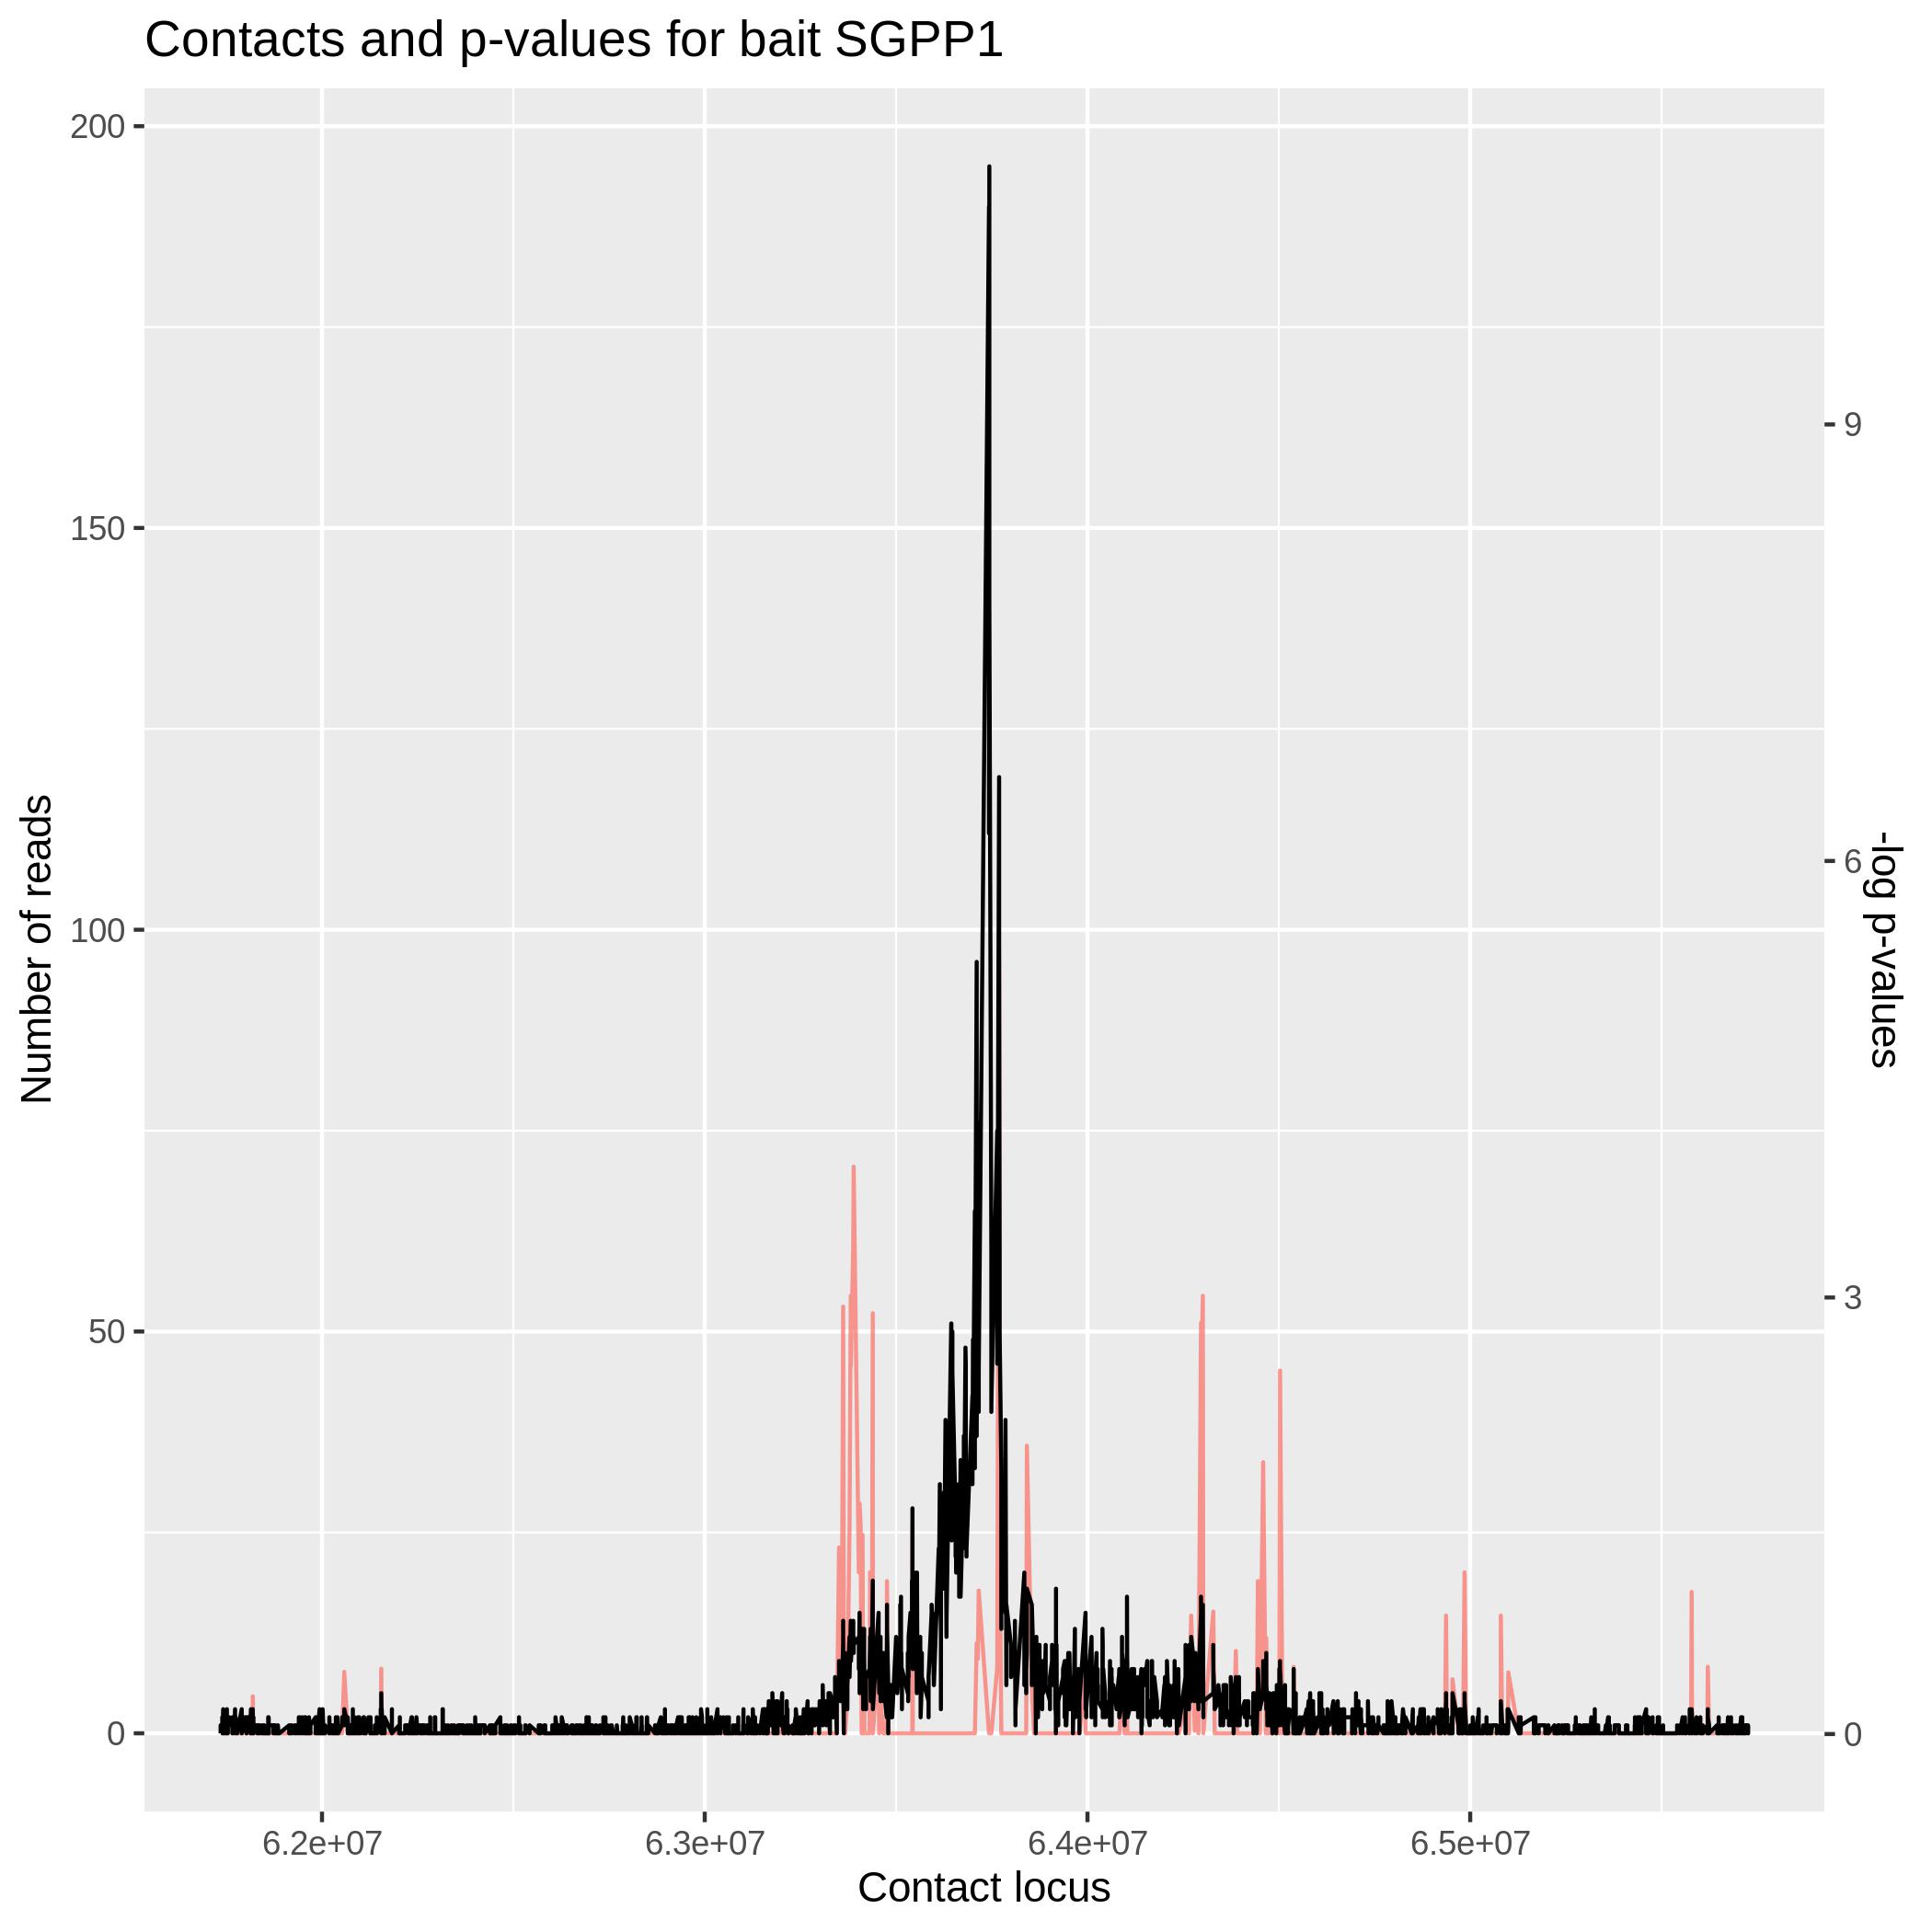 Contacts and p-values for bait SGPP1
Number of reads
200
150
100
50
0
9
6
3
0
-log p-values
6.2e+07
6.3e+07
6.4e+07
6.5e+07
Contact locus